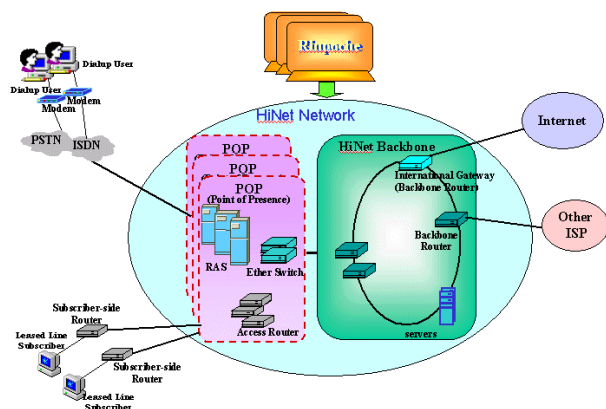 Rinpoche
Dialup User
Dialup User
Modem
Modem
PSTN
ISDN
HiNet Network
POP
POP
POP
(Point of Presence)
RAS
Ether Switch
Access Router
HiNet Backbone
International Gateway
(Backbone Router)
Backbone
Router
servers
Internet
Other
ISP
Subscriber-side
Router
Leased Line
Subscriber
Subscriber-side
Router
Leased Line
Subscriber